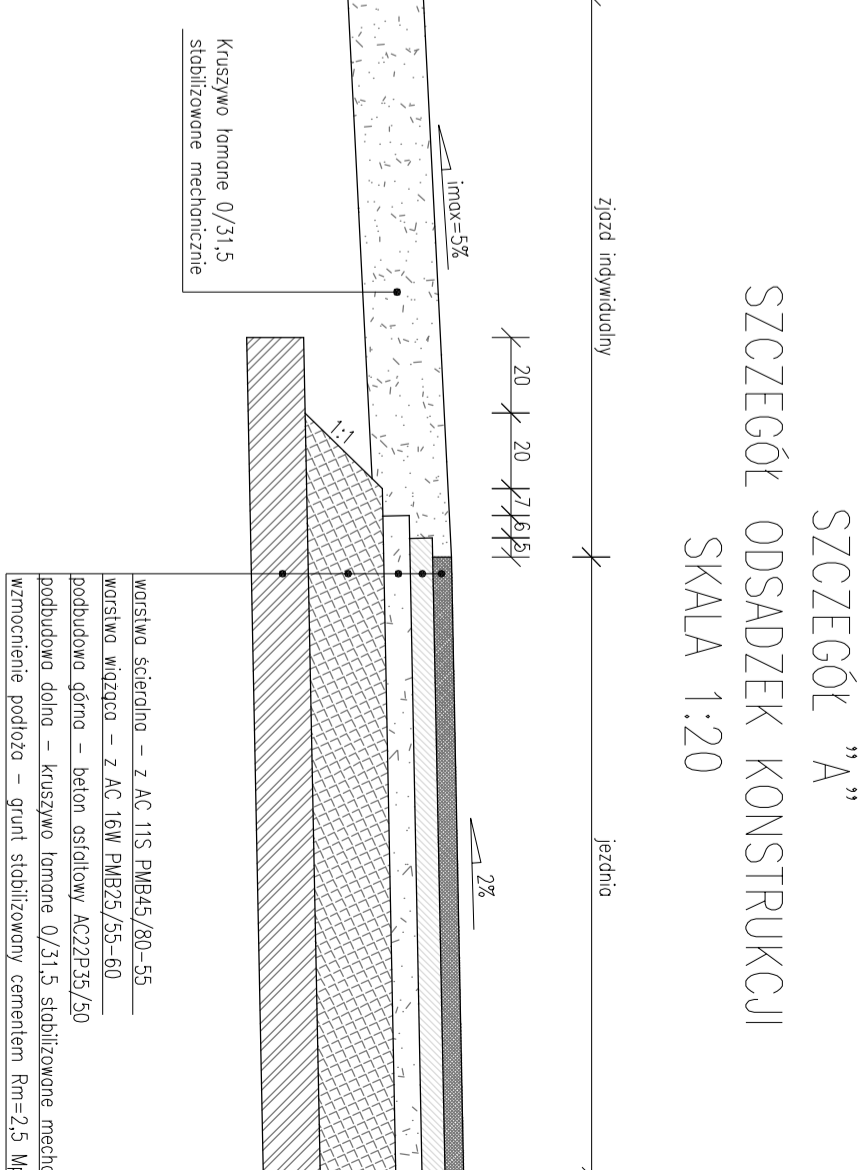 SZCZEGÓŁ "A"
SZCZEGÓŁ ODSADZEK KONSTRUKCJI
SKALA 1:20
zjazd indywidualny
jezdnia
20
20
7
6
5
imax=5%
2%
1:1
Kruszywo łamane 0/31,5
stabilizowane mechanicznie
warstwa ścieralna - z AC 11S PMB45/80-55
warstwa wiążąca - z AC 16W PMB25/55-60
podbudowa górna - beton asfaltowy AC22P35/50
podbudowa dolna - kruszywo łamane 0/31,5 stabilizowane
wzmocnienie podłoża - grunt stabilizowany cementem Rm=2,5